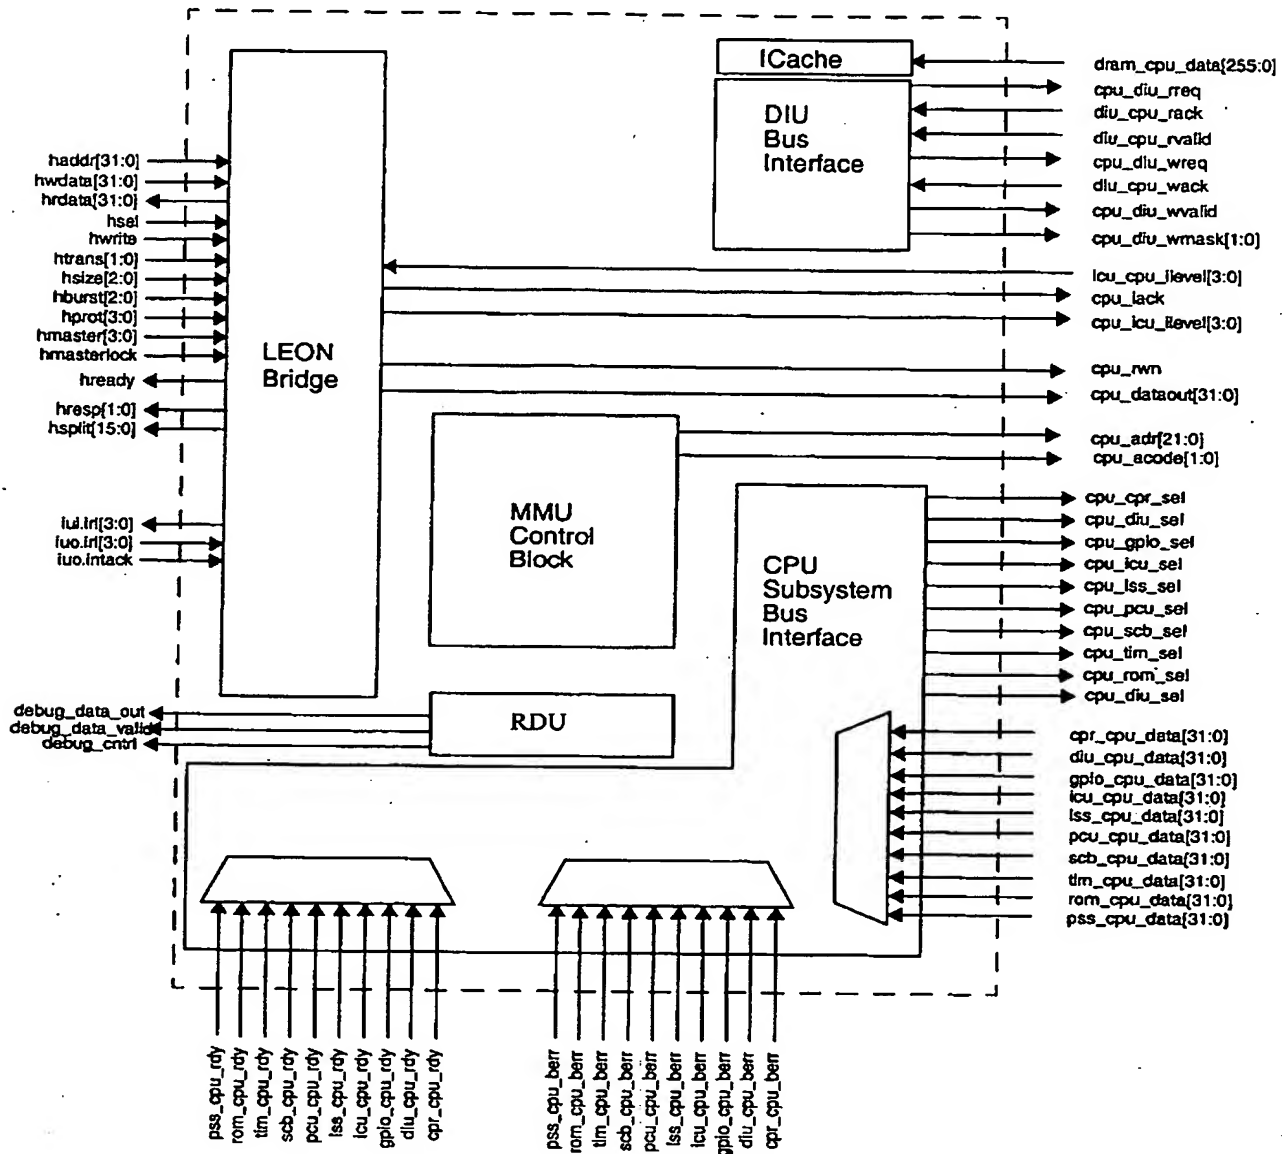 ICache
dram_cpu_data[255:0]
cpu_diu_rreq
diu_cpu_rack
diu_cpu_rvalid
cpu_diu_wreq
diu_cpu_wack
cpu_diu_wvalid
cpu_diu_wmask[1:0]
DIU
Bus
Interface
haddr[31:0]
hwdata[31:0]
hrdata[31:0]
hsel
hwrite
htrans[1:0]
hsize[2:0]
hburst[2:0]
hprot[3:0]
hmaster[3:0]
hmasterlock
hready
hresp[1:0]
hsplit[15:0]
iui.irl[3:0]
iuo.irl[3:0]
iuo.intack
LEON
Bridge
icu_cpu_ilevel[3:0]
cpu_iack
cpu_icu_ilevel[3:0]
cpu_rwn
cpu_dataout[31:0]
cpu_adr[21:0]
cpu_acode[1:0]
MMU
Control
Block
CPU
Subsystem
Bus
Interface
cpu_cpr_sel
cpu_diu_sel
cpu_gpio_sel
cpu_icu_sel
cpu_lss_sel
cpu_pcu_sel
cpu_scb_sel
cpu_tim_sel
cpu_rom_sel
cpu_diu_sel
debug_data_out
debug_data_valid
debug_cntrl
RDU
cpr_cpu_data[31:0]
diu_cpu_data[31:0]
gpio_cpu_data[31:0]
icu_cpu_data[31:0]
lss_cpu_data[31:0]
pcu_cpu_data[31:0]
scb_cpu_data[31:0]
tim_cpu_data[31:0]
rom_cpu_data[31:0]
pss_cpu_data[31:0]
pss_cpu_rdy
rom_cpu_rdy
tim_cpu_rdy
scb_cpu_rdy
pcu_cpu_rdy
lss_cpu_rdy
icu_cpu_rdy
gpio_cpu_rdy
diu_cpu_rdy
cpr_cpu_rdy
pss_cpu_berr
rom_cpu_berr
tim_cpu_berr
scb_cpu_berr
pcu_cpu_berr
lss_cpu_berr
icu_cpu_berr
gpio_cpu_berr
diu_cpu_berr
cpr_cpu_berr